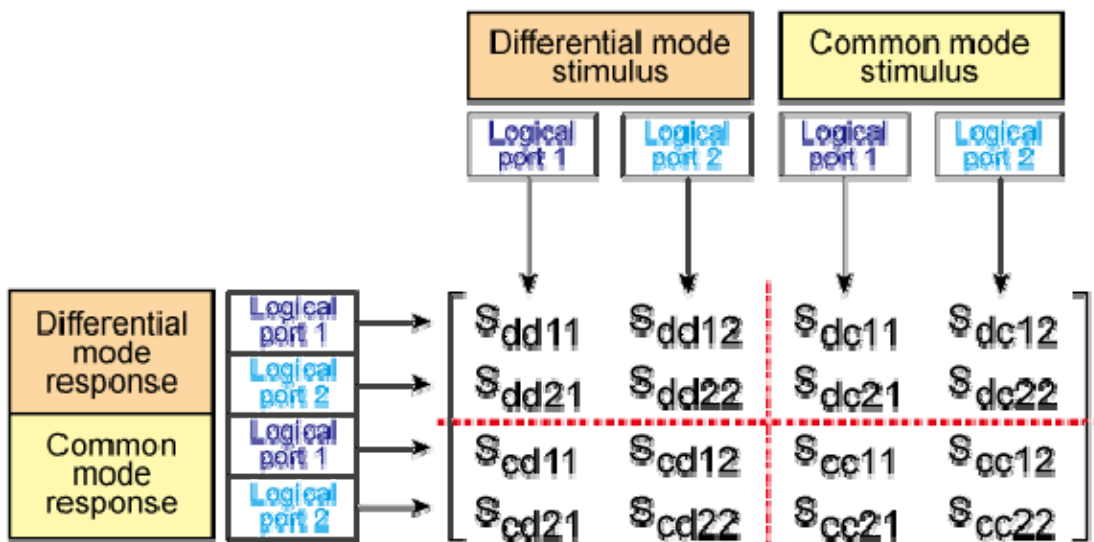 Differential mode
stimulus
Common mode
stimulus
Logical
port 1
Logical
port 2
Logical
port 1
Logical
port 2
Differential
mode
response
Common
mode
response
Logical
port 1
Logical
port 2
Logical
port 1
Logical
port 2
Sdd11 Sdd12 Sdc11 Sdc12
Sdd21 Sdd22 Sdc21 Sdc22
Scd11 Scd12 Scc11 Scc12
Scd21 Scd22 Scc21 Scc22